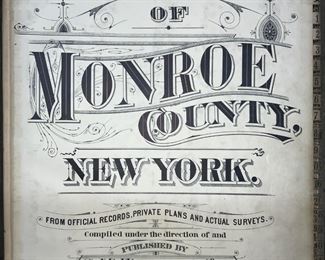 OF
MONROE
COUNTY,
NEW YORK.
FROM OFFICIAL RECORDS, PRIVATE PLANS AND ACTUAL SURVEYS.
Compiled under the direction of and
PUBLISHED BY